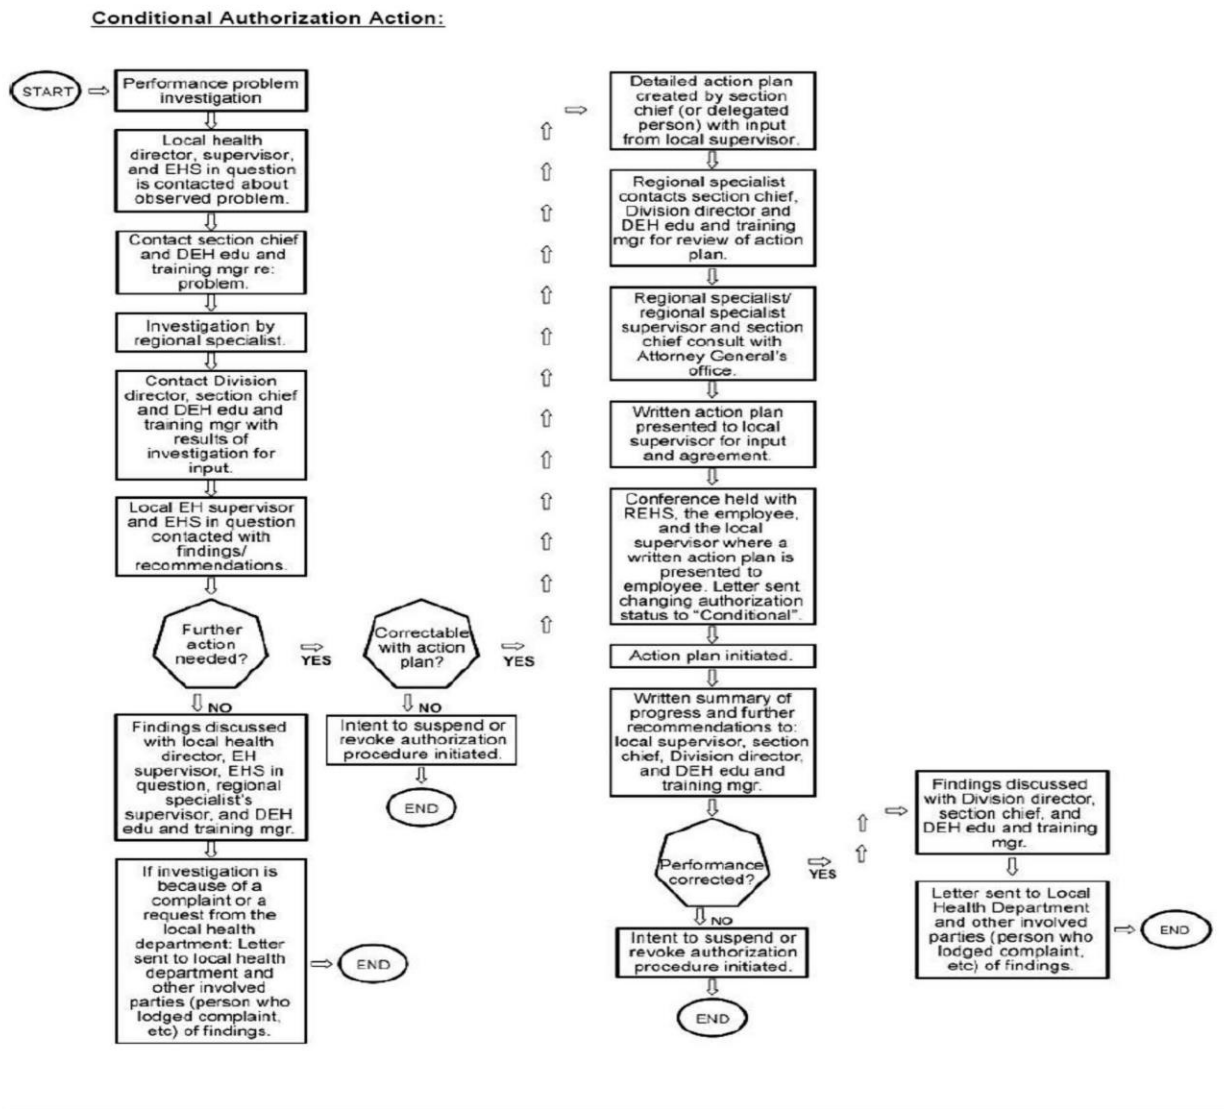 Conditional Authorization Action:
START
Performance problem
investigation
Local health
director, supervisor,
and EHS in question
is contacted about
observed problem.
Contact section chief
and DEH edu and
training mgr re:
problem.
Investigation by
regional specialist.
Contact Division
director, section chief
and DEH edu and
training mgr with
results of
investigation for
input.
Local EH supervisor
and EHS in question
contacted with
findings/
recommendations.
Further
action
needed?
YES
NO
Findings discussed
with local health
director, EH
supervisor, EHS in
question, regional
specialist's
supervisor, and DEH
edu and training mgr.
If investigation is
because of a
complaint or a
request from the
local health
department: Letter
sent to local health
department and
other involved
parties (person who
lodged complaint,
etc) of findings.
END
Correctable
with action
plan?
YES
NO
Intent to suspend or
revoke authorization
procedure initiated.
END
Detailed action plan
created by section
chief (or delegated
person) with input
from local supervisor.
Regional specialist
contacts section chief,
Division director and
DEH edu and training
mgr for review of action
plan.
Regional specialist/
regional specialist
supervisor and section
chief consult with
Attorney General's
office.
Written action plan
presented to local
supervisor for input
and agreement.
Conference held with
REHS, the employee,
and the local
supervisor where a
written action plan is
presented to
employee. Letter sent
changing authorization
status to "Conditional".
Action plan initiated.
Written summary of
progress and further
recommendations to:
local supervisor, section
chief, Division director,
and DEH edu and
training mgr.
Performance
corrected?
YES
NO
Intent to suspend or
revoke authorization
procedure initiated.
END
Findings discussed
with Division director,
section chief, and
DEH edu and training
mgr.
Letter sent to Local
Health Department
and other involved
parties (person who
lodged complaint,
etc) of findings.
END